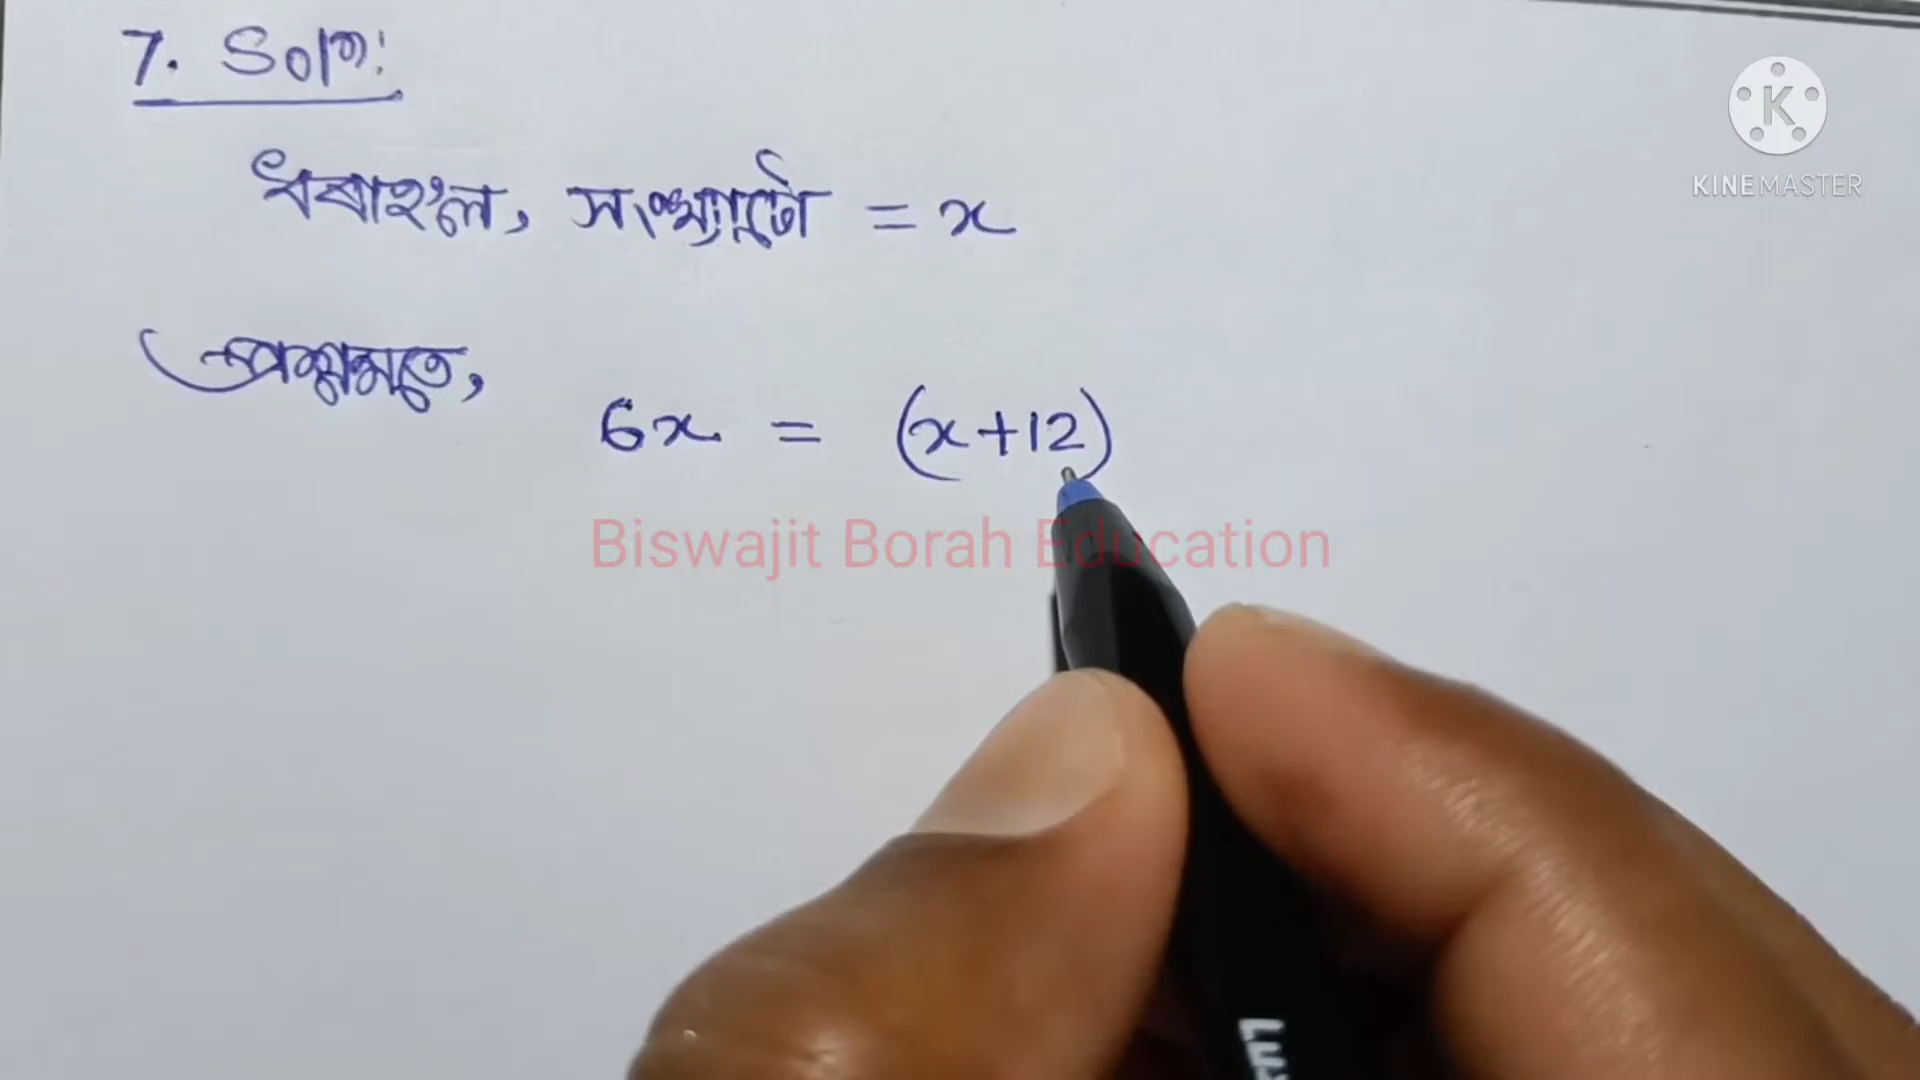 7. Soln:
KINEMASTER
ধৰাহ'ল, সংখ্যাটো = x
প্ৰশ্নমতে,
6x = (x+12)
Biswajit Borah Education